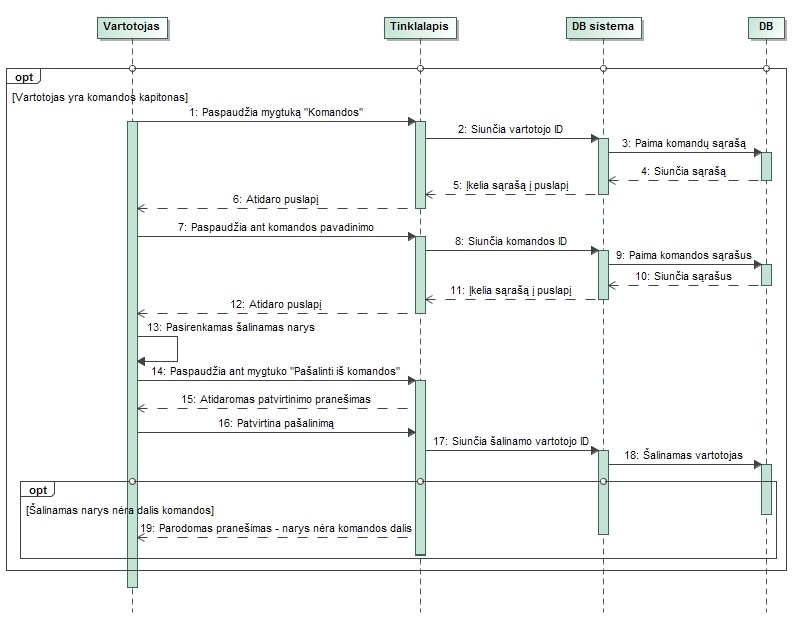 Vartotojas
Tinklalapis
DB sistema
DB
opt
[Vartotojas yra komandos kapitonas]
1: Paspaudžia mygtuką "Komandos"
2: Siunčia vartotojo ID
3: Paima komandų sąrašą
4: Siunčia sąrašą
5: Įkelia sąrašą į puslapį
6: Atidaro puslapį
7: Paspaudžia ant komandos pavadinimo
8: Siunčia komandos ID
9: Paima komandos sąrašus
10: Siunčia sąrašus
11: Įkelia sąrašą į puslapį
12: Atidaro puslapį
13: Pasirenkamas šalinamas narys
14: Paspaudžia ant mygtuko "Pašalinti iš komandos"
15: Atidaromas patvirtinimo pranešimas
16: Patvirtina pašalinimą
17: Siunčia šalinamo vartotojo ID
18: Šalinamas vartotojas
opt
[Šalinamas narys nėra dalis komandos]
19: Parodomas pranešimas - narys nėra komandos dalis